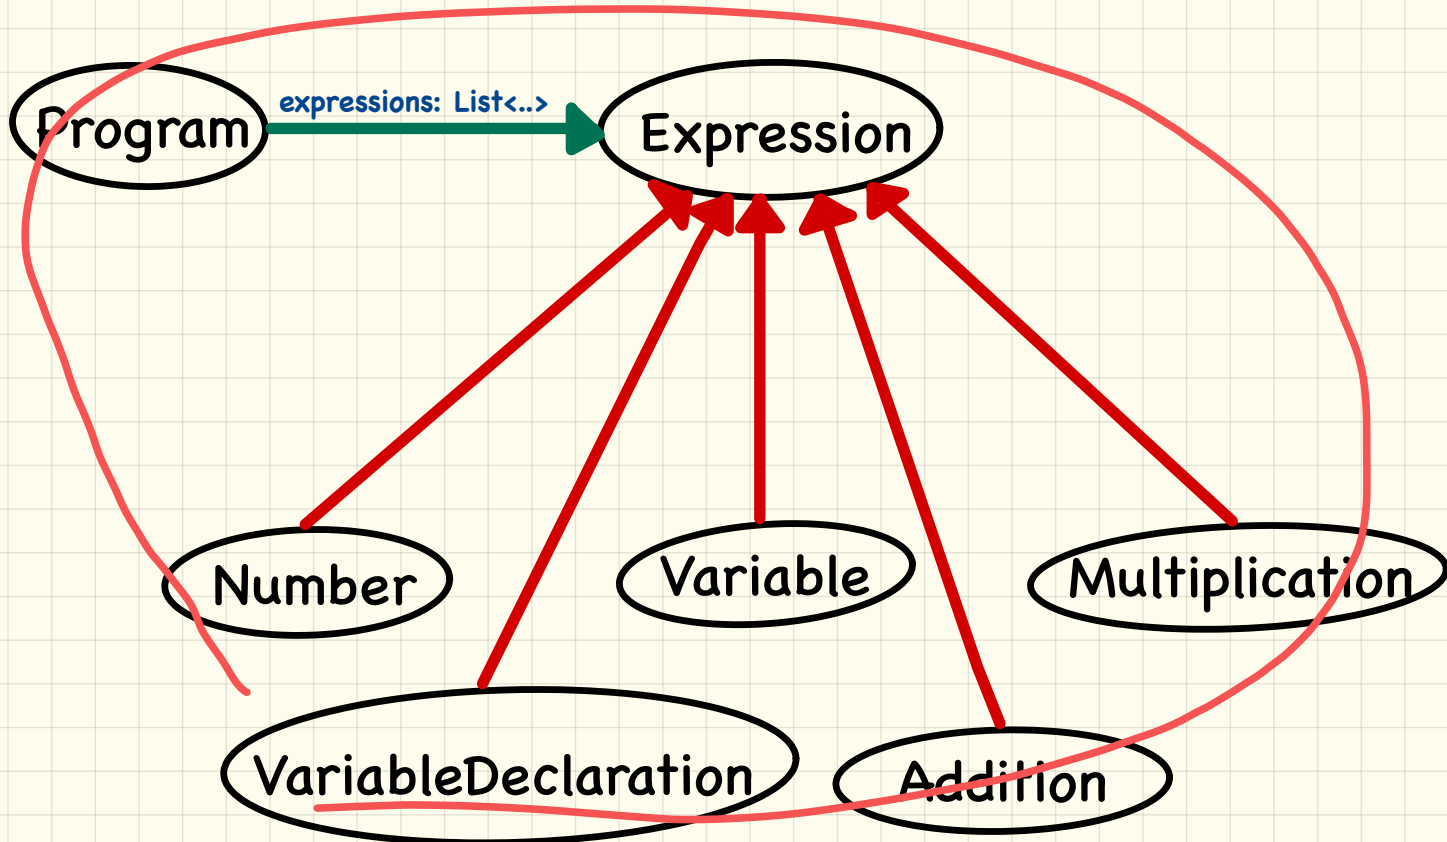 Program
expressions: List<..>
Expression
Number
Variable
Multiplication
VariableDeclaration
Addition